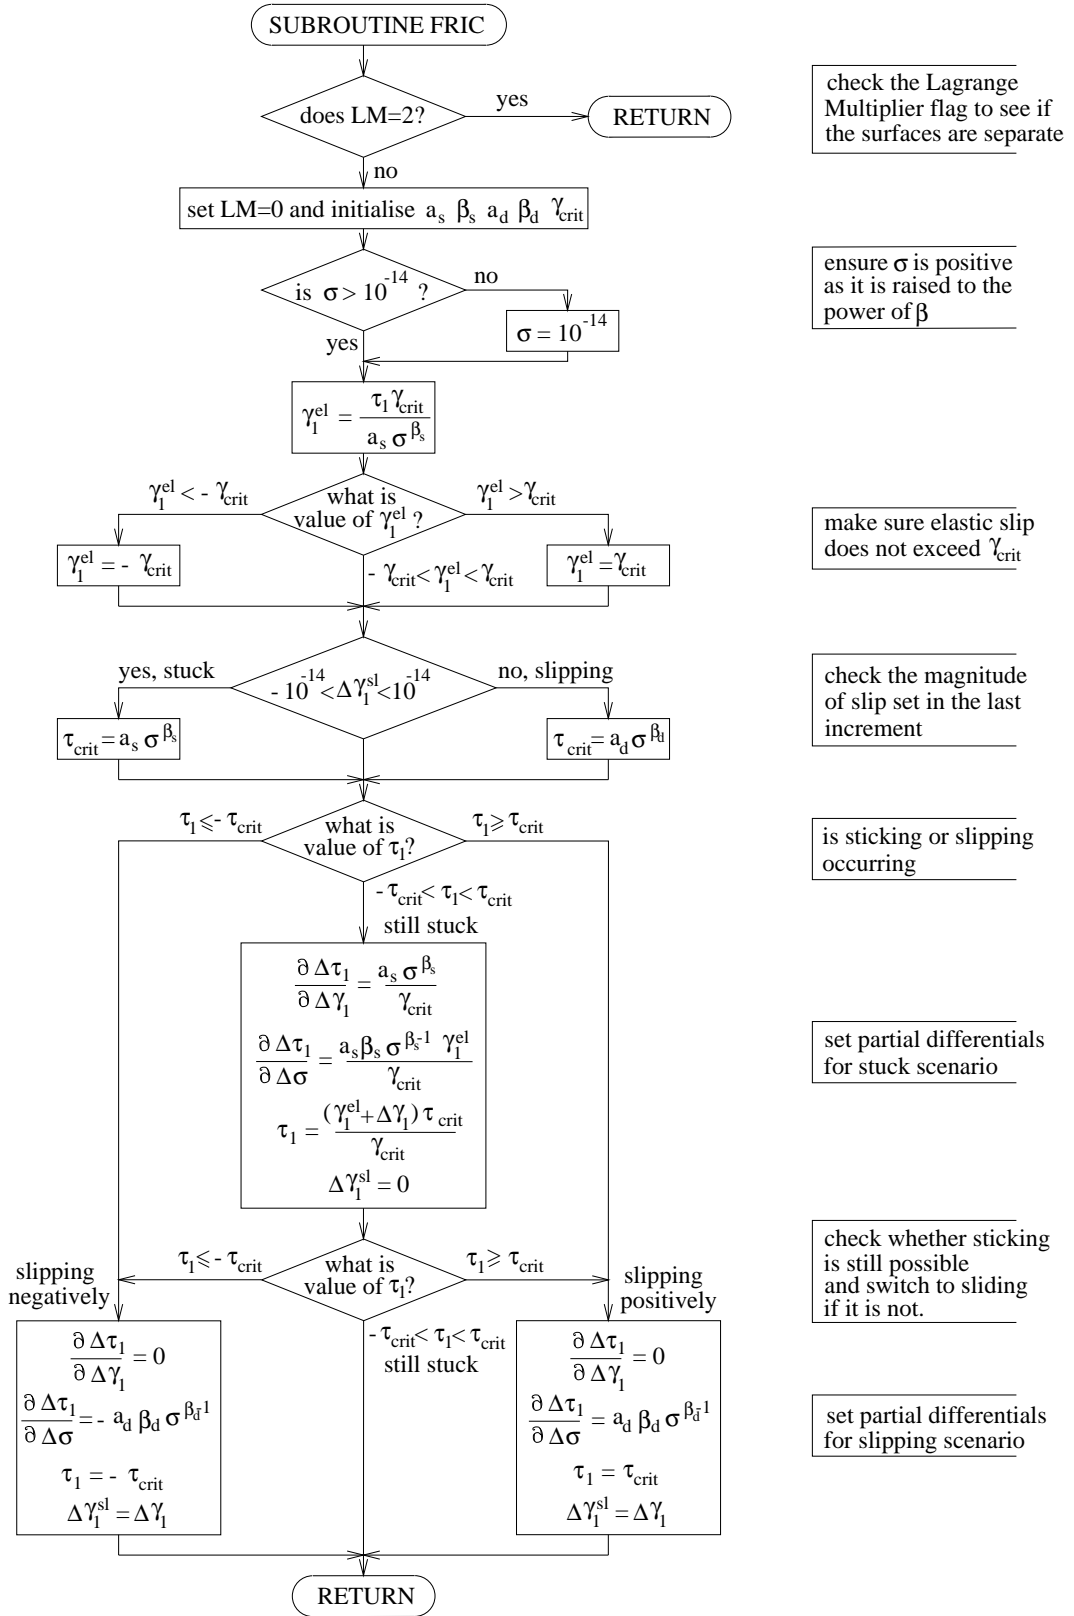 SUBROUTINE FRIC
does LM=2?
yes
RETURN
check the Lagrange
Multiplier flag to see if
the surfaces are separate
no
set LM=0 and initialise a_s β_s a_d β_d γ_crit
is σ > 10^-14 ?
no
σ = 10^-14
yes
ensure σ is positive
as it is raised to the
power of β
γ_1^el = τ_1 γ_crit / a_s σ^β_s
γ_1^el < - γ_crit
what is
value of γ_1^el ?
γ_1^el > γ_crit
γ_1^el = - γ_crit
- γ_crit < γ_1^el < γ_crit
γ_1^el = γ_crit
make sure elastic slip
does not exceed γ_crit
yes, stuck
- 10^-14 < Δγ_1^sl < 10^-14
no, slipping
τ_crit = a_s σ^β_s
τ_crit = a_d σ^β_d
check the magnitude
of slip set in the last
increment
τ_1 ≤ - τ_crit
what is
value of τ_1?
τ_1 ≥ τ_crit
is sticking or slipping
occurring
- τ_crit < τ_1 < τ_crit
still stuck
∂ Δτ_1 / ∂ Δγ_1 = a_s σ^β_s / γ_crit
∂ Δτ_1 / ∂ Δσ = a_s β_s σ^β_s-1 γ_1^el / γ_crit
τ_1 = (γ_1^el + Δγ_1) τ_crit / γ_crit
Δγ_1^sl = 0
set partial differentials
for stuck scenario
τ_1 ≤ - τ_crit
what is
value of τ_1?
τ_1 ≥ τ_crit
check whether sticking
is still possible
and switch to sliding
if it is not.
slipping
negatively
slipping
positively
- τ_crit < τ_1 < τ_crit
still stuck
∂ Δτ_1 / ∂ Δγ_1 = 0
∂ Δτ_1 / ∂ Δσ = - a_d β_d σ^β_d-1
τ_1 = - τ_crit
Δγ_1^sl = Δγ_1
∂ Δτ_1 / ∂ Δγ_1 = 0
∂ Δτ_1 / ∂ Δσ = a_d β_d σ^β_d-1
τ_1 = τ_crit
Δγ_1^sl = Δγ_1
set partial differentials
for slipping scenario
RETURN